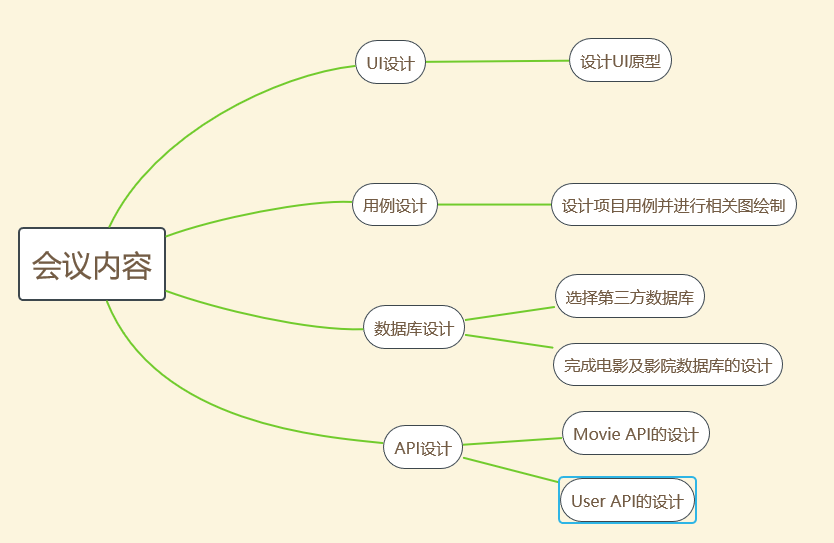 会议内容
UI设计
设计UI原型
用例设计
设计项目用例并进行相关图绘制
数据库设计
选择第三方数据库
完成电影及影院数据库的设计
API设计
Movie API的设计
User API的设计